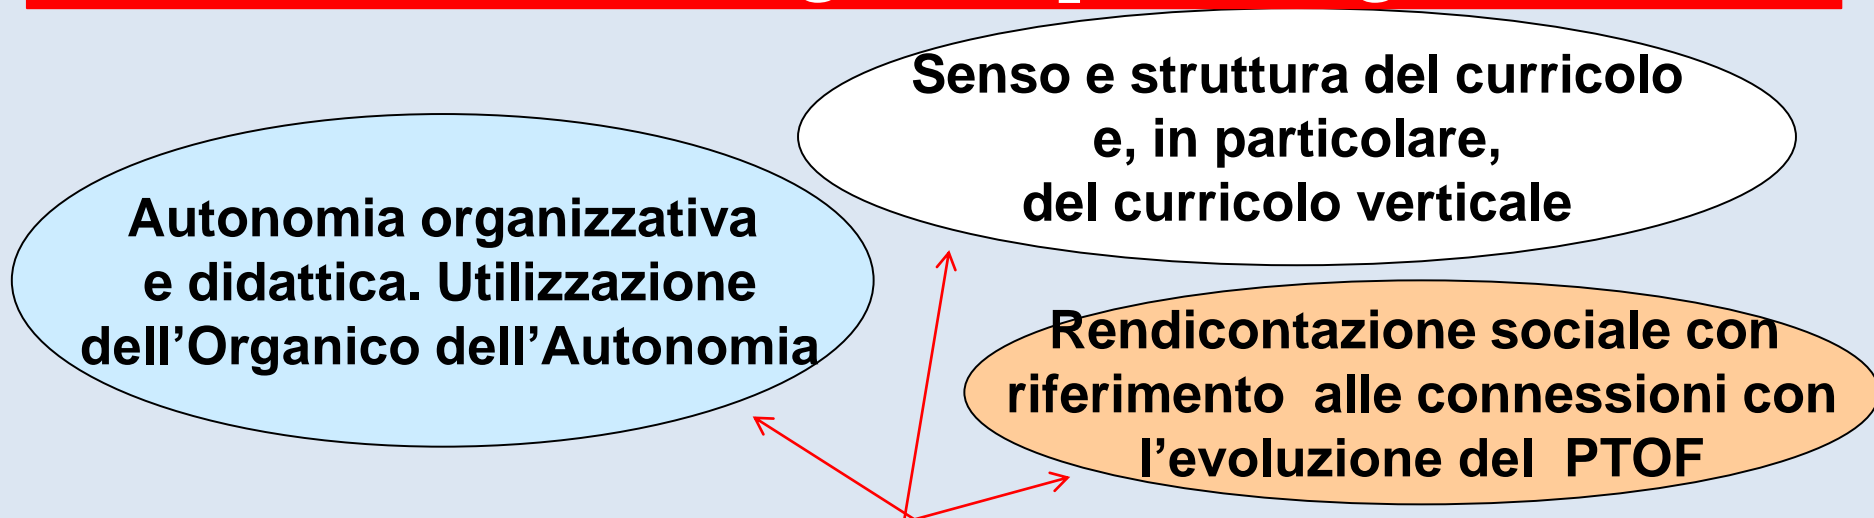 Senso e struttura del curricolo
e, in particolare,
del curricolo verticale
Autonomia organizzativa
e didattica. Utilizzazione
dell’Organico dell’Autonomia
Rendicontazione sociale con
riferimento alle connessioni con
l’evoluzione del PTOF